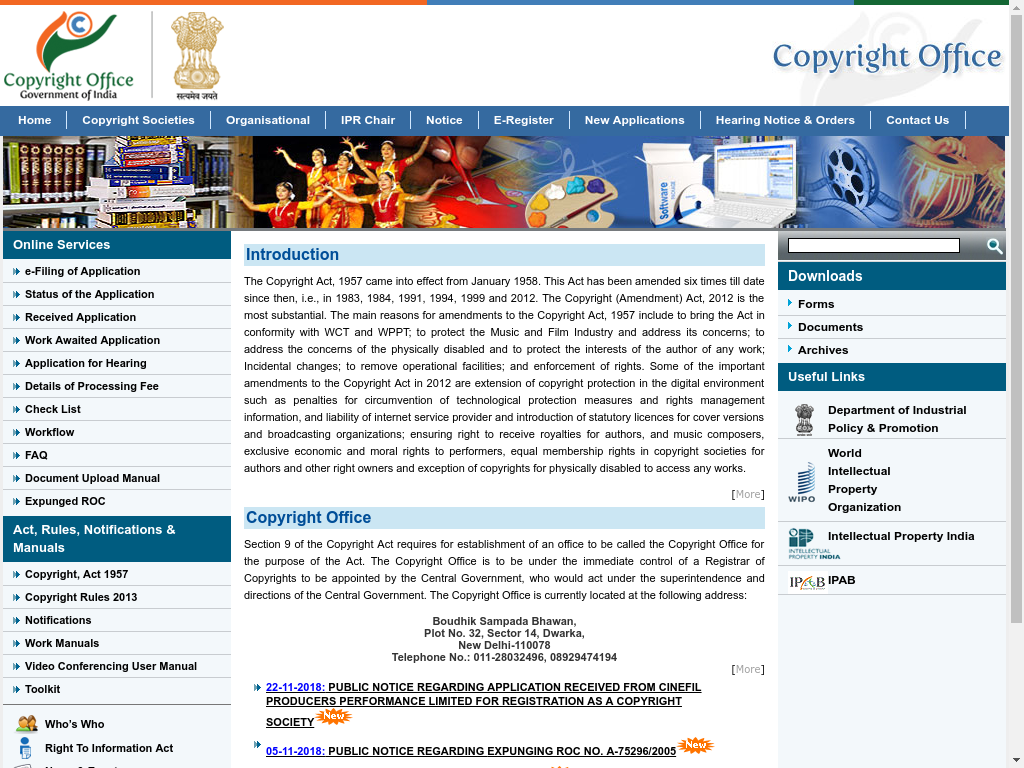 Copyright Office
Government of India
सत्यमेव जयते
Copyright Office
Home
Copyright Societies
Organisational
IPR Chair
Notice
E-Register
New Applications
Hearing Notice & Orders
Contact Us
Software
Online Services
e-Filing of Application
Status of the Application
Received Application
Work Awaited Application
Application for Hearing
Details of Processing Fee
Check List
Workflow
FAQ
Document Upload Manual
Expunged ROC
Act, Rules, Notifications &
Manuals
Copyright, Act 1957
Copyright Rules 2013
Notifications
Work Manuals
Video Conferencing User Manual
Toolkit
Who's Who
Right To Information Act
Introduction
The Copyright Act, 1957 came into effect from January 1958. This Act has been amended six times till date
since then, i.e., in 1983, 1984, 1991, 1994, 1999 and 2012. The Copyright (Amendment) Act, 2012 is the
most substantial. The main reasons for amendments to the Copyright Act, 1957 include to bring the Act in
conformity with WCT and WPPT; to protect the Music and Film Industry and address its concerns; to
address the concerns of the physically disabled and to protect the interests of the author of any work;
Incidental changes; to remove operational facilities; and enforcement of rights. Some of the important
amendments to the Copyright Act in 2012 are extension of copyright protection in the digital environment
such as penalties for circumvention of technological protection measures and rights management
information, and liability of internet service provider and introduction of statutory licences for cover versions
and broadcasting organizations; ensuring right to receive royalties for authors, and music composers,
exclusive economic and moral rights to performers, equal membership rights in copyright societies for
authors and other right owners and exception of copyrights for physically disabled to access any works.
[More]
Copyright Office
Section 9 of the Copyright Act requires for establishment of an office to be called the Copyright Office for
the purpose of the Act. The Copyright Office is to be under the immediate control of a Registrar of
Copyrights to be appointed by the Central Government, who would act under the superintendence and
directions of the Central Government. The Copyright Office is currently located at the following address:
Boudhik Sampada Bhawan,
Plot No. 32, Sector 14, Dwarka,
New Delhi-110078
Telephone No.: 011-28032496, 08929474194
[More]
22-11-2018: PUBLIC NOTICE REGARDING APPLICATION RECEIVED FROM CINEFIL
PRODUCERS PERFORMANCE LIMITED FOR REGISTRATION AS A COPYRIGHT
SOCIETY New
05-11-2018: PUBLIC NOTICE REGARDING EXPUNGING ROC NO. A-75296/2005 New
Downloads
Forms
Documents
Archives
Useful Links
Department of Industrial
Policy & Promotion
World
Intellectual
Property
Organization
WIPO
Intellectual Property India
INTELLECTUAL
PROPERTY INDIA
IPAB IPAB